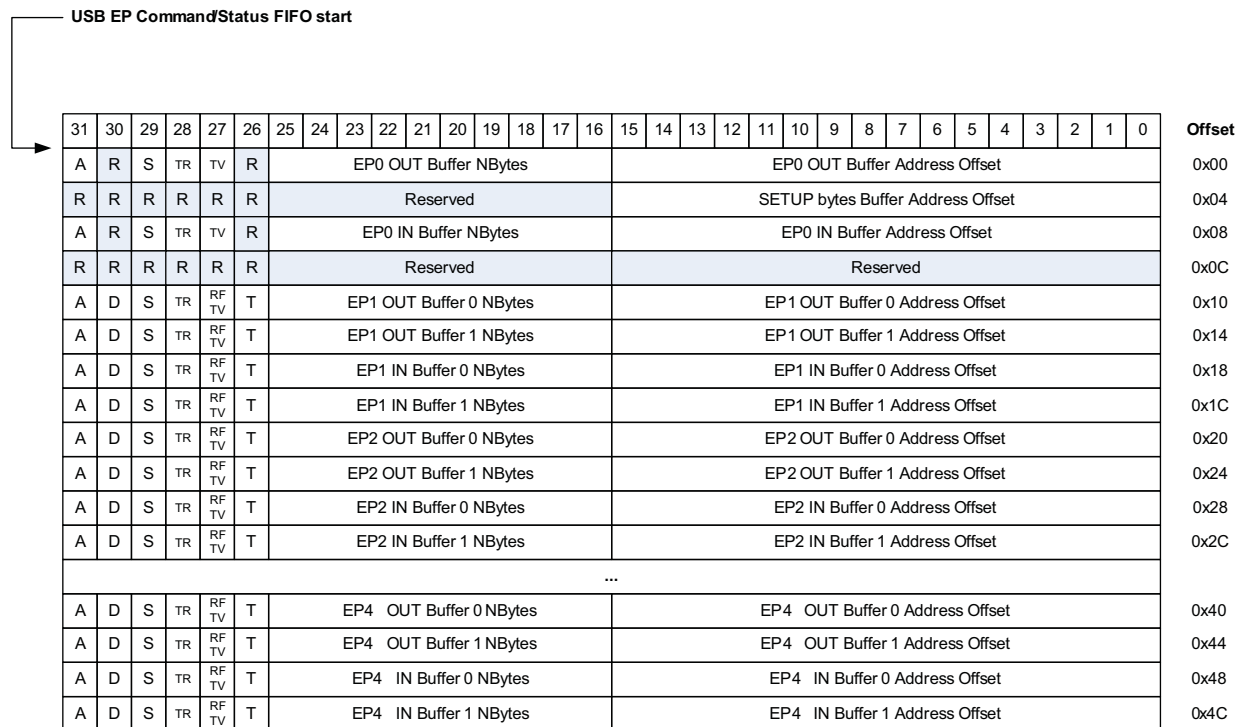 USB EP Command/Status FIFO start
31 30 29 28 27 26 25 24 23 22 21 20 19 18 17 16 15 14 13 12 11 10 9 8 7 6 5 4 3 2 1 0 Offset
A R S TR TV R EP0 OUT Buffer NBytes EP0 OUT Buffer Address Offset 0x00
R R R R R R Reserved SETUP bytes Buffer Address Offset 0x04
A R S TR TV R EP0 IN Buffer NBytes EP0 IN Buffer Address Offset 0x08
R R R R R R Reserved Reserved 0x0C
A D S TR RF TV T EP1 OUT Buffer 0 NBytes EP1 OUT Buffer 0 Address Offset 0x10
A D S TR RF TV T EP1 OUT Buffer 1 NBytes EP1 OUT Buffer 1 Address Offset 0x14
A D S TR RF TV T EP1 IN Buffer 0 NBytes EP1 IN Buffer 0 Address Offset 0x18
A D S TR RF TV T EP1 IN Buffer 1 NBytes EP1 IN Buffer 1 Address Offset 0x1C
A D S TR RF TV T EP2 OUT Buffer 0 NBytes EP2 OUT Buffer 0 Address Offset 0x20
A D S TR RF TV T EP2 OUT Buffer 1 NBytes EP2 OUT Buffer 1 Address Offset 0x24
A D S TR RF TV T EP2 IN Buffer 0 NBytes EP2 IN Buffer 0 Address Offset 0x28
A D S TR RF TV T EP2 IN Buffer 1 NBytes EP2 IN Buffer 1 Address Offset 0x2C
...
A D S TR RF TV T EP4 OUT Buffer 0 NBytes EP4 OUT Buffer 0 Address Offset 0x40
A D S TR RF TV T EP4 OUT Buffer 1 NBytes EP4 OUT Buffer 1 Address Offset 0x44
A D S TR RF TV T EP4 IN Buffer 0 NBytes EP4 IN Buffer 0 Address Offset 0x48
A D S TR RF TV T EP4 IN Buffer 1 NBytes EP4 IN Buffer 1 Address Offset 0x4C